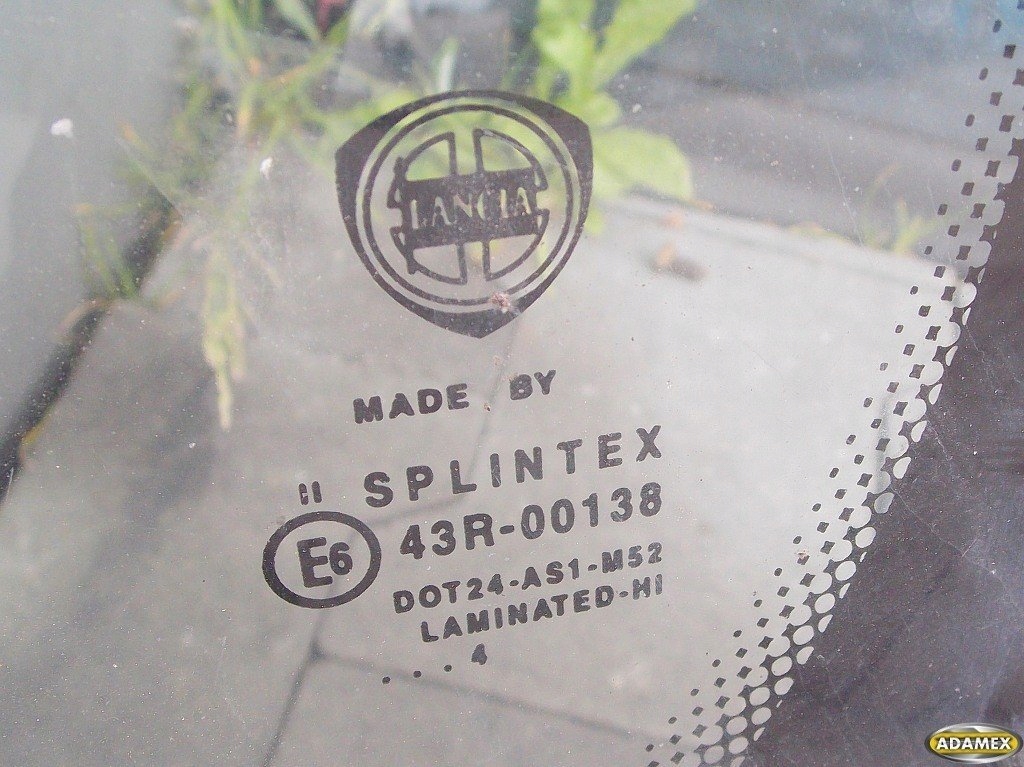 LANCIA
MADE BY
SPLINTEX
E6
43R-00138
DOT24-AS1-M52
LAMINATED-HI
. . . 4
ADAMEX